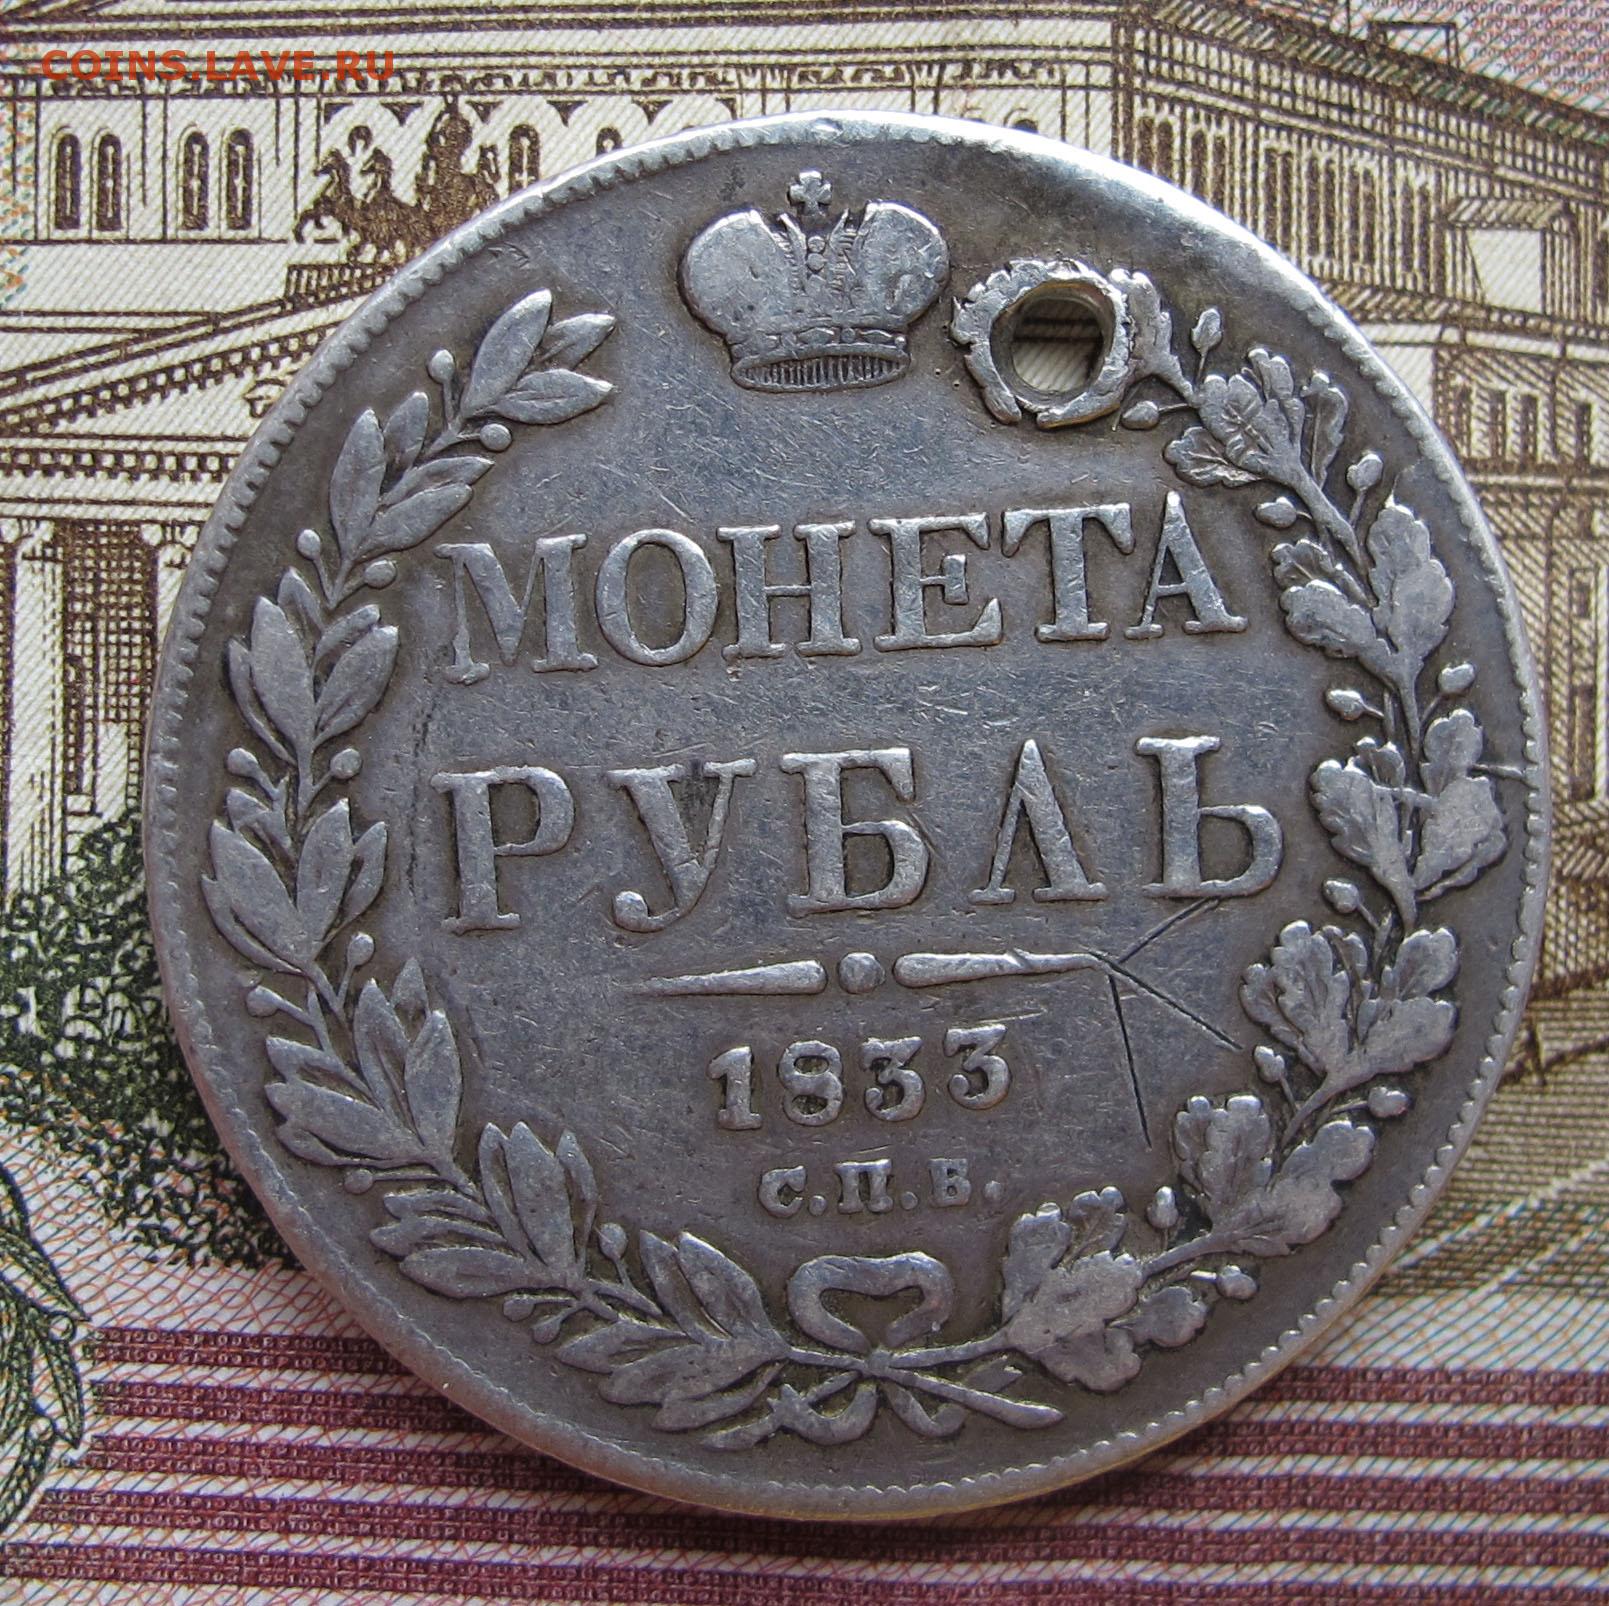 COINS.LAVE.RU
МОНЕТА
РУБЛЬ
1833
С.П.Б.